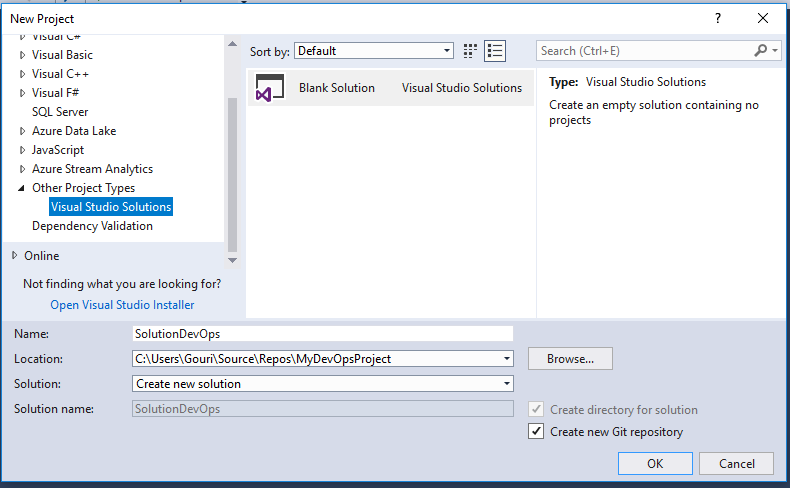 New Project
?
Visual C#
Visual Basic
Visual C++
Visual F#
SQL Server
Azure Data Lake
JavaScript
Azure Stream Analytics
Other Project Types
Visual Studio Solutions
Dependency Validation
Online
Not finding what you are looking for?
Open Visual Studio Installer
Sort by: Default
Search (Ctrl+E)
Blank Solution Visual Studio Solutions
Type: Visual Studio Solutions
Create an empty solution containing no
projects
Name: SolutionDevOps
Location: C:\Users\Gouri\Source\Repos\MyDevOpsProject
Browse...
Solution: Create new solution
Solution name: SolutionDevOps
Create directory for solution
Create new Git repository
OK Cancel